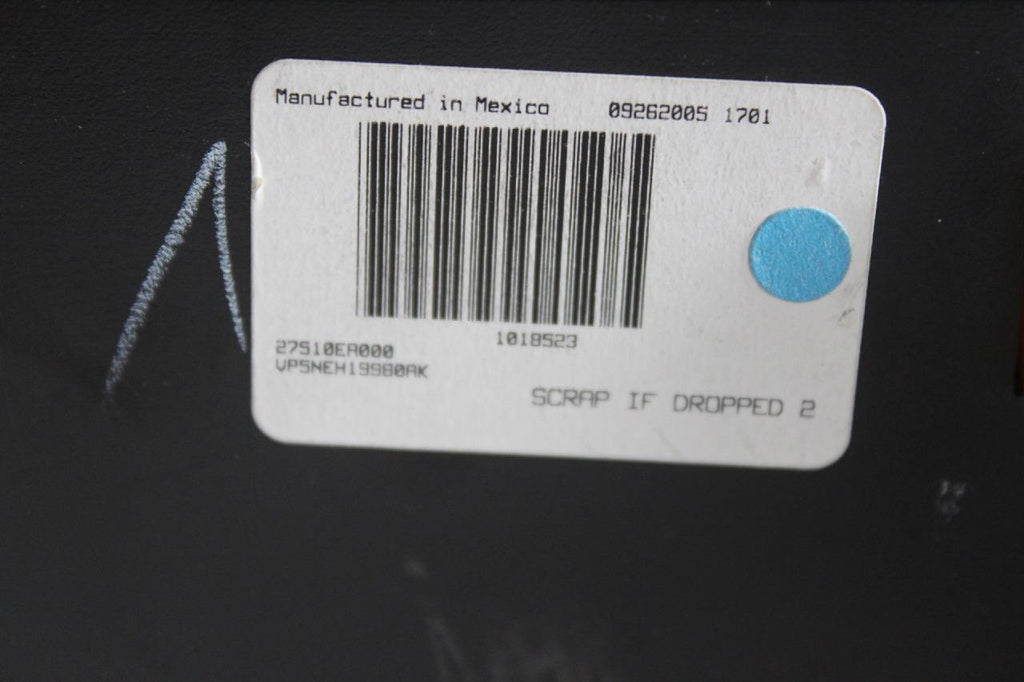 Manufactured in Mexico 09262005 1701
1018523
27510EA000
VP5NEH19980AK
SCRAP IF DROPPED 2